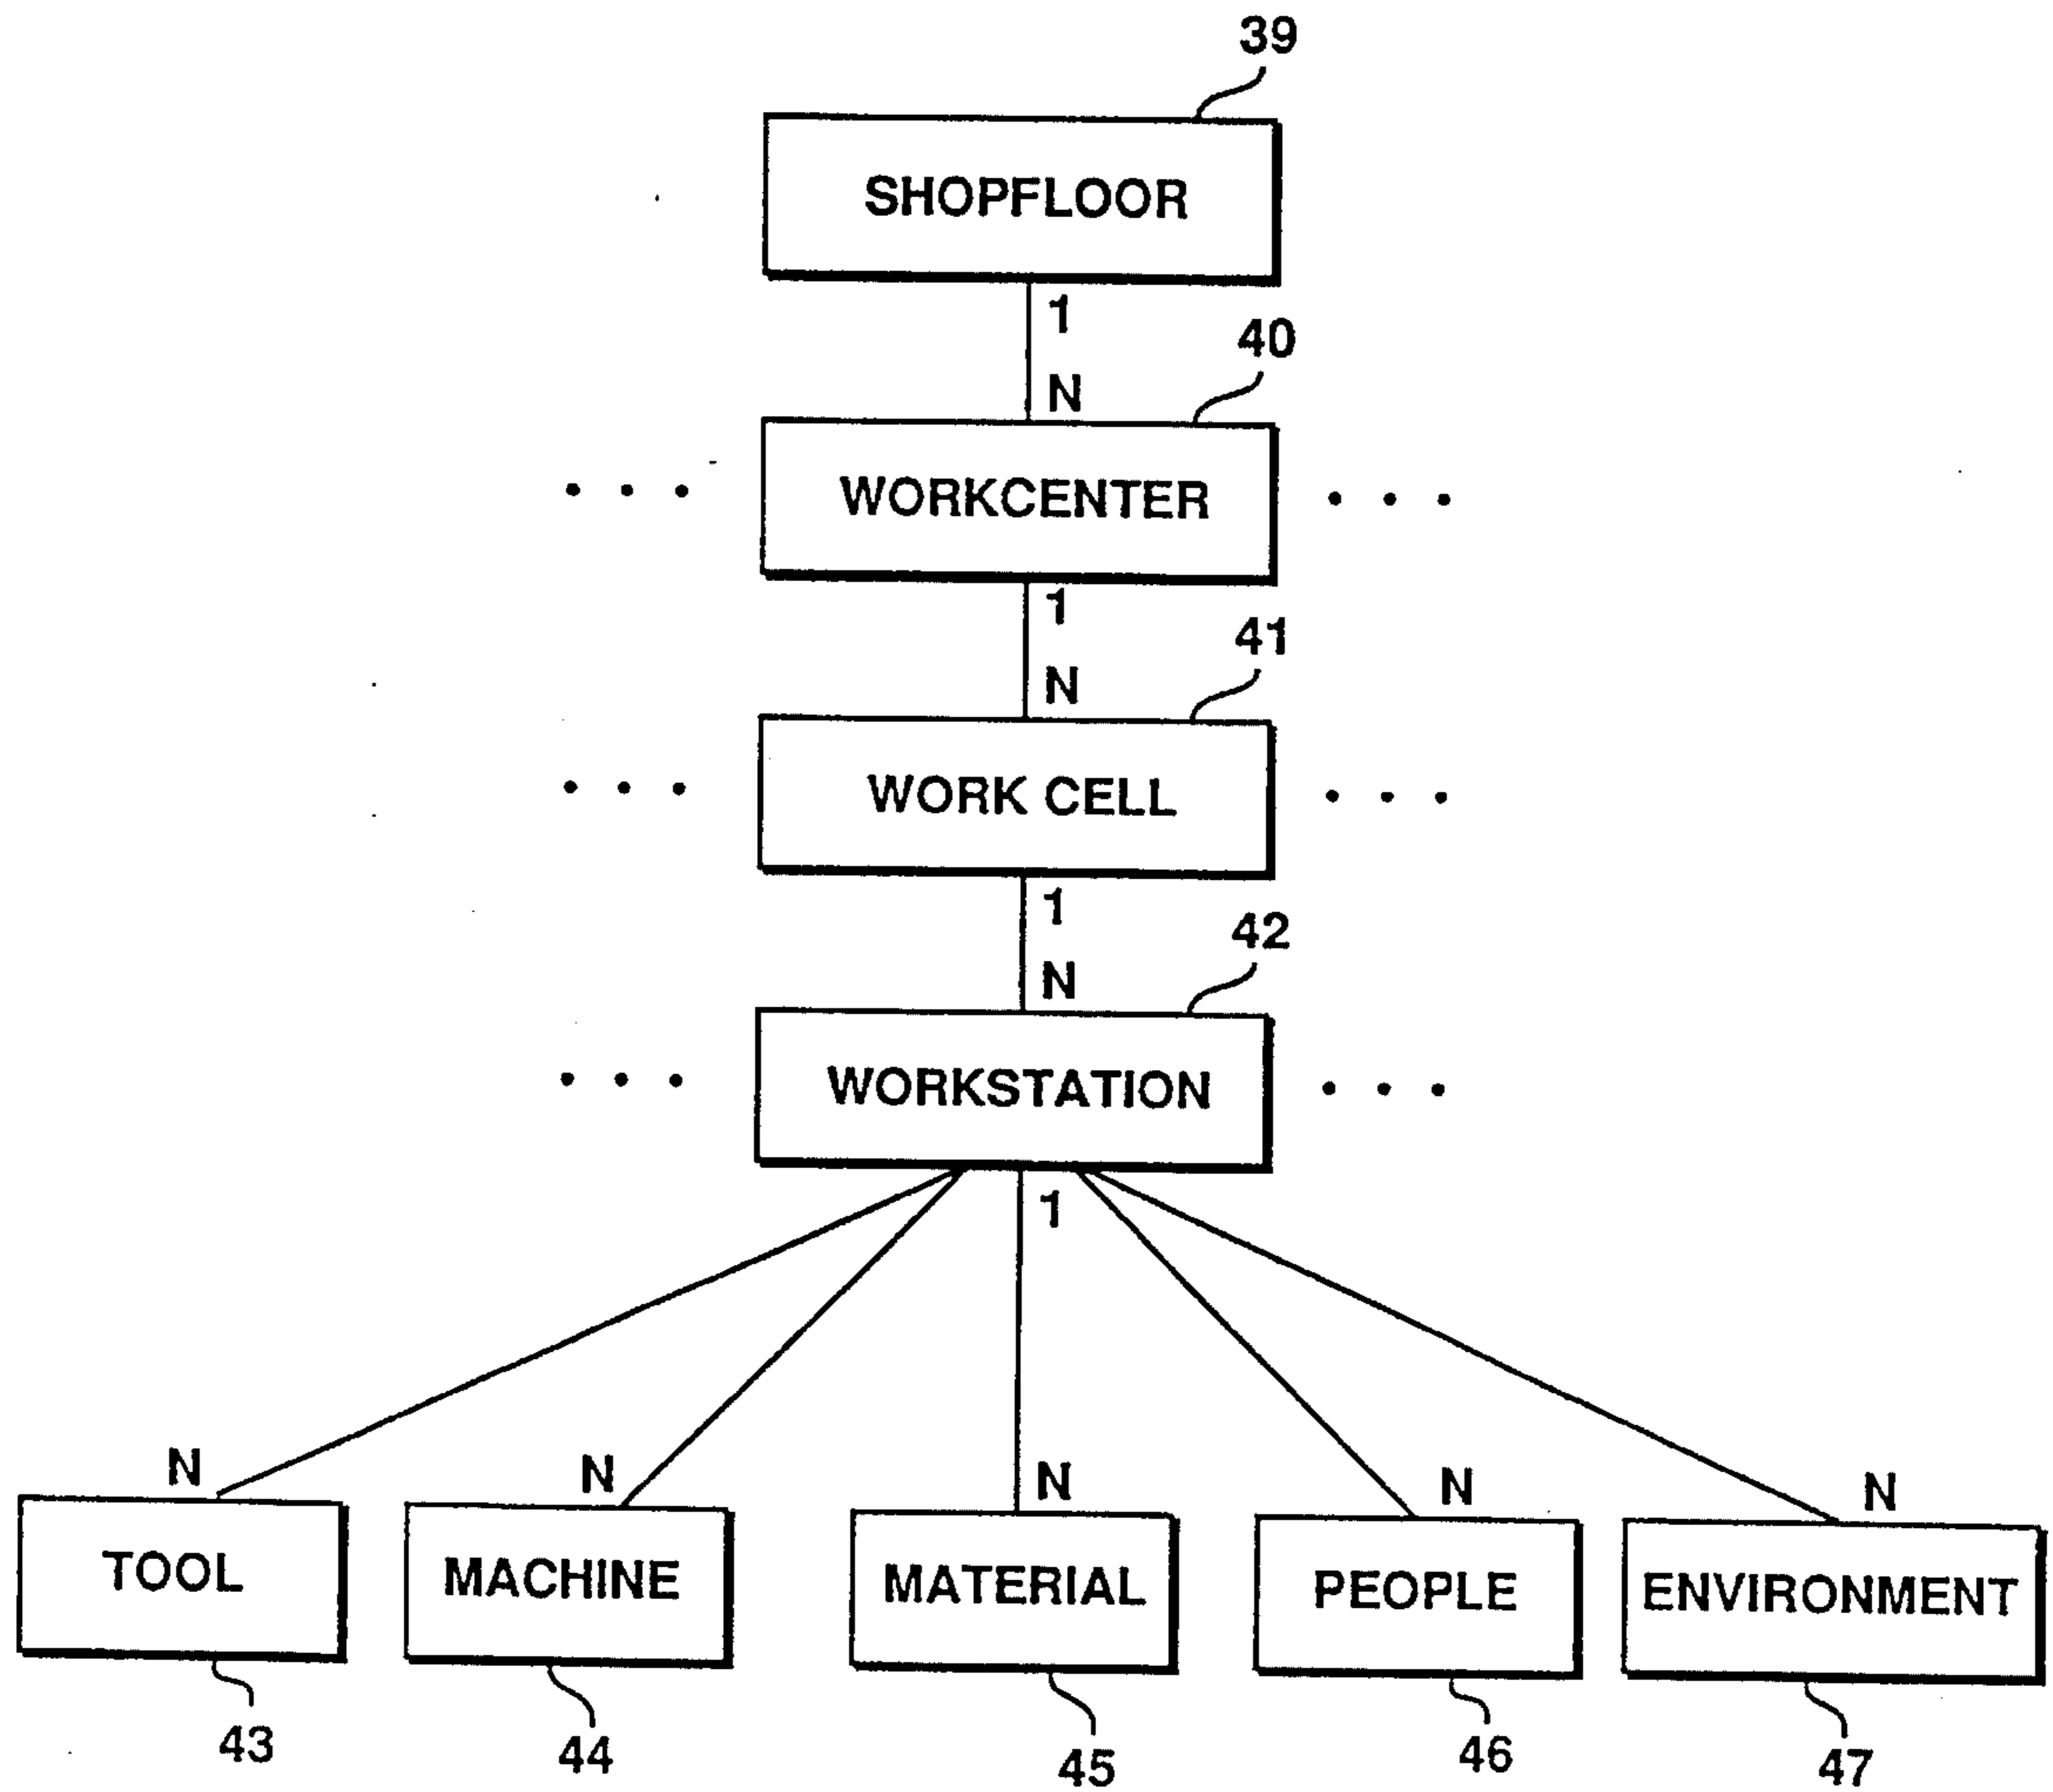 39
SHOPFLOOR
1
40
N
• • • WORKCENTER • • •
1
41
N
• • • WORK CELL • • •
1
42
N
• • • WORKSTATION • • •
1
N N N N N
TOOL MACHINE MATERIAL PEOPLE ENVIRONMENT
43 44 45 46 47